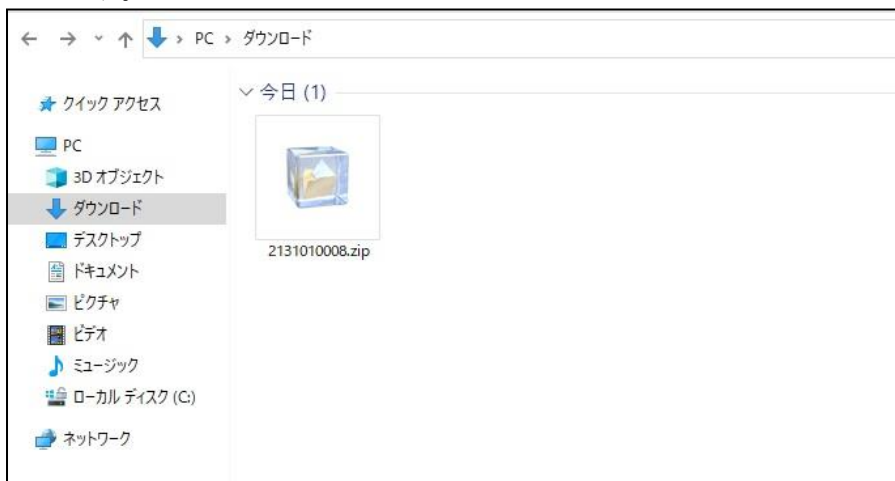 PC › ダウンロード
クイック アクセス
PC
3D オブジェクト
ダウンロード
デスクトップ
ドキュメント
ピクチャ
ビデオ
ミュージック
ローカル ディスク (C:)
ネットワーク
今日 (1)
2131010008.zip